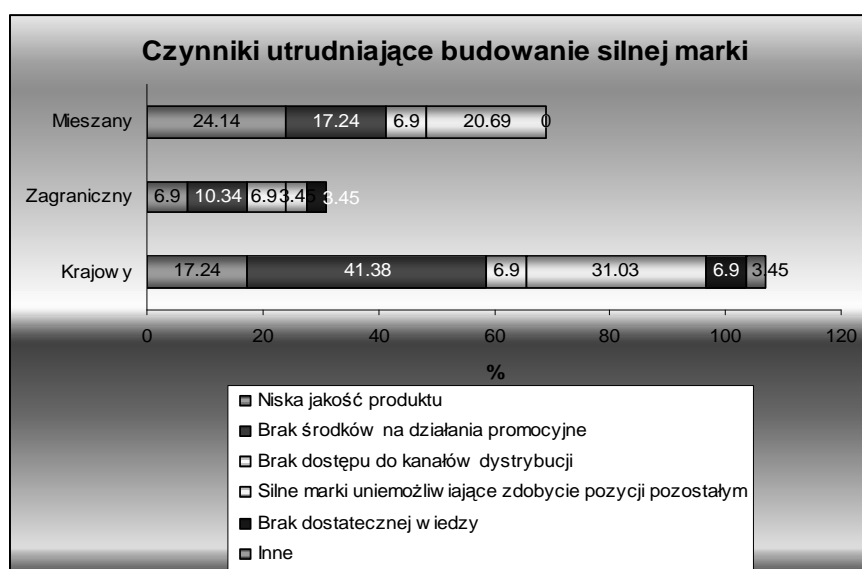 Czynniki utrudniające budowanie silnej marki
Mieszany
24.14 17.24 6.9 20.69 0
Zagraniczny
6.9 10.34 6.9 3.45 3.45
Krajowy
17.24 41.38 6.9 31.03 6.9 3.45
0 20 40 60 80 100 120
%
Niska jakość produktu
Brak środków na działania promocyjne
Brak dostępu do kanałów dystrybucji
Silne marki uniemożliwiające zdobycie pozycji pozostałym
Brak dostatecznej wiedzy
Inne